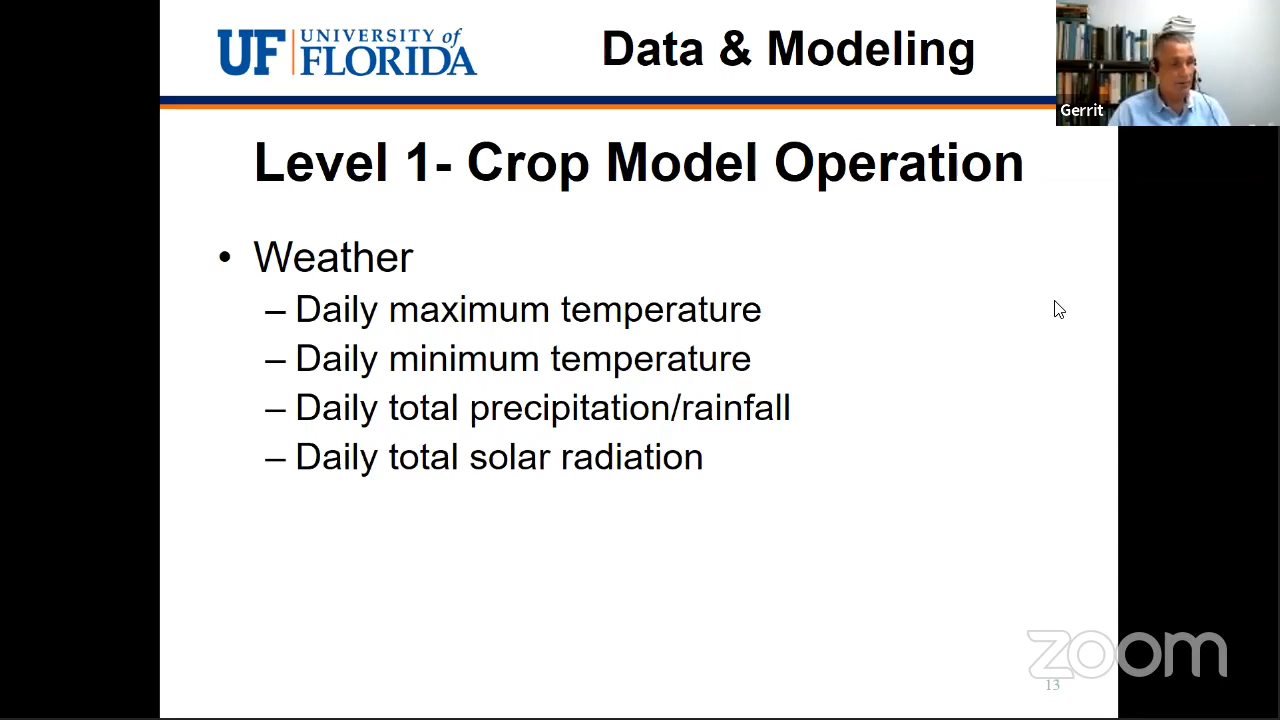 UF UNIVERSITY of
FLORIDA
Data & Modeling
Gerrit
Level 1- Crop Model Operation
• Weather
– Daily maximum temperature
– Daily minimum temperature
– Daily total precipitation/rainfall
– Daily total solar radiation
zoom
13